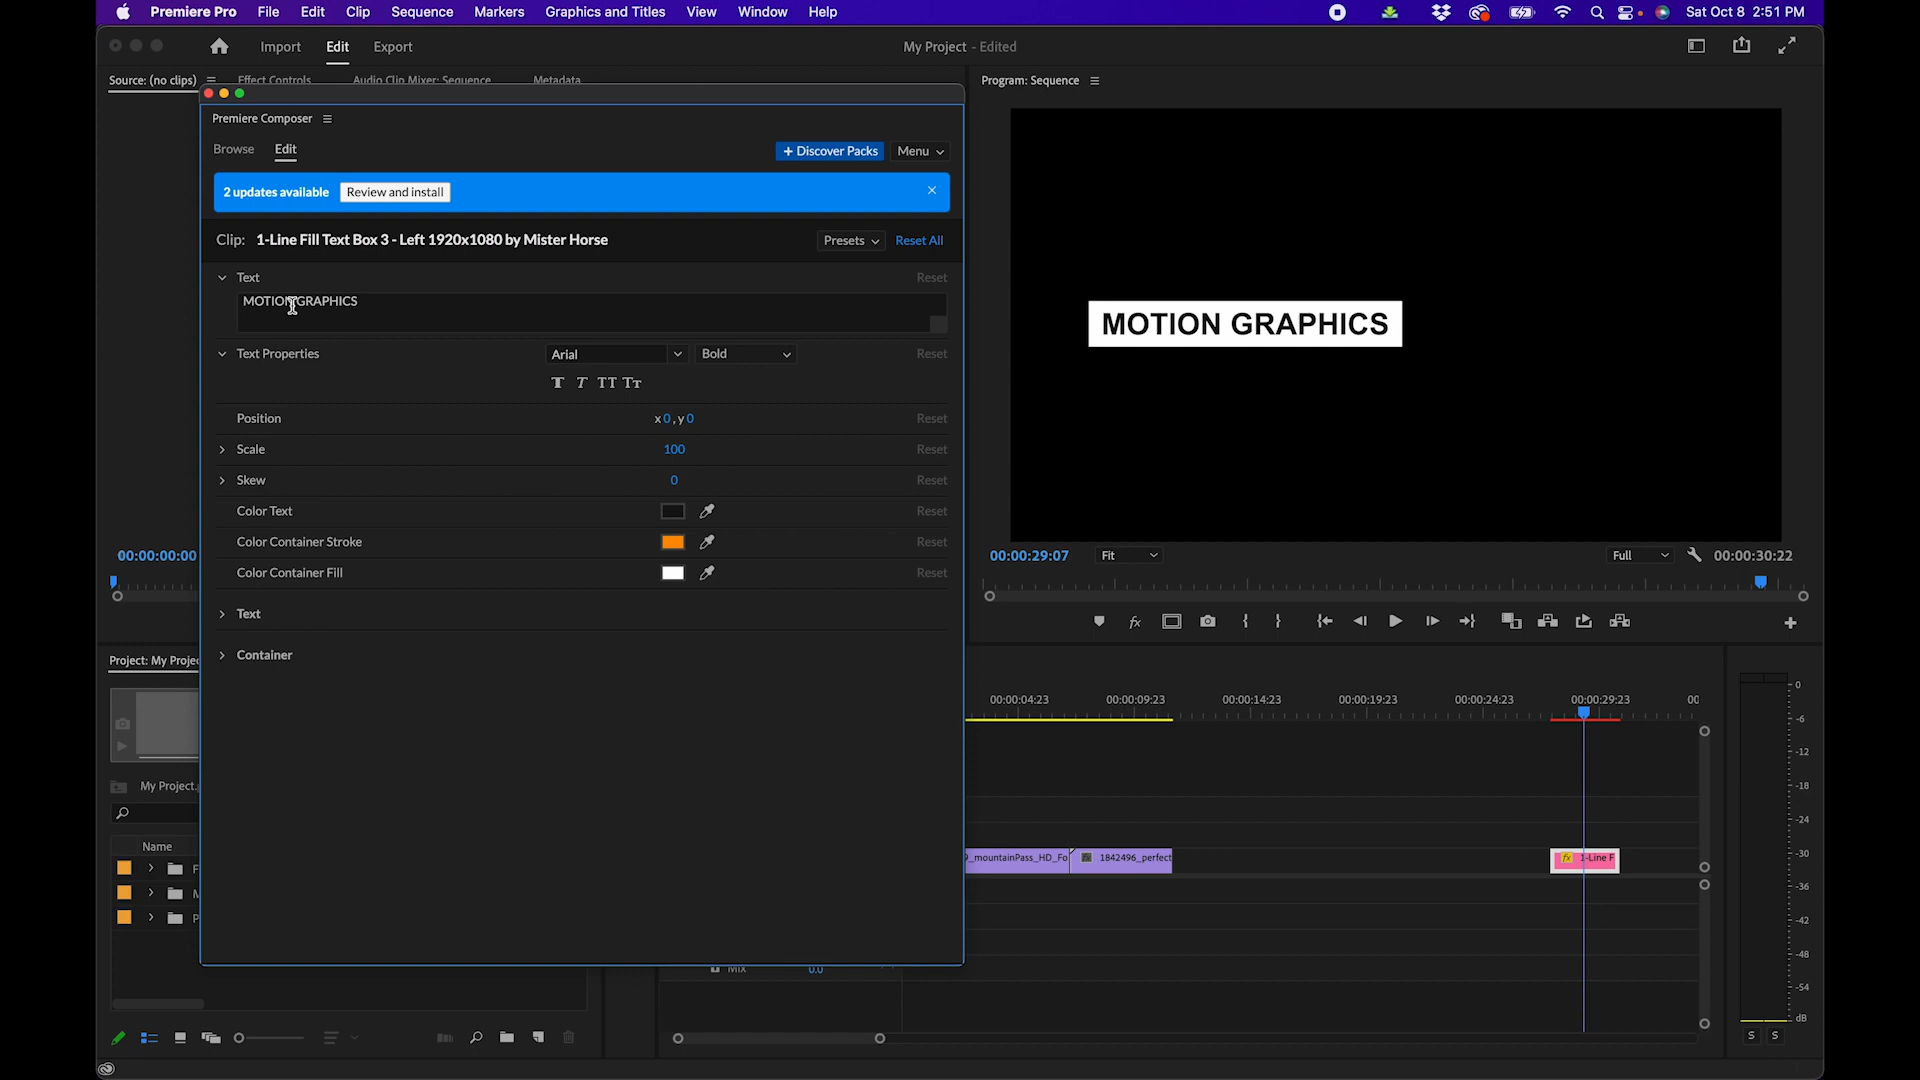 Premiere Pro File Edit Clip Sequence Markers Graphics and Titles View Window Help Sat Oct 8 2:51 PM
Import Edit Export My Project - Edited
Source: (no clips) Effect Controls Audio Clip Mixer: Sequence Metadata Program: Sequence
Premiere Composer
Browse Edit + Discover Packs Menu
2 updates available Review and install
Clip: 1-Line Fill Text Box 3 - Left 1920x1080 by Mister Horse Presets Reset All
Text Reset
MOTION GRAPHICS
MOTION GRAPHICS
Text Properties Arial Bold Reset
T T TT Tт
Position x 0 , y 0 Reset
Scale 100 Reset
Skew 0 Reset
Color Text Reset
Color Container Stroke Reset
Color Container Fill Reset
00:00:00:00 00:00:29:07 Fit Full 00:00:30:22
Text
Container
Project: My Proje
00:00:04:23 00:00:09:23 00:00:14:23 00:00:19:23 00:00:24:23 00:00:29:23 00
My Project.
Name
_mountainPass_HD_Fo 1842496_perfect fx 1-Line F
F
M
P
Mix 0.0
0
-6
-12
-18
-24
-30
-36
-42
-48
-54
dB
S S